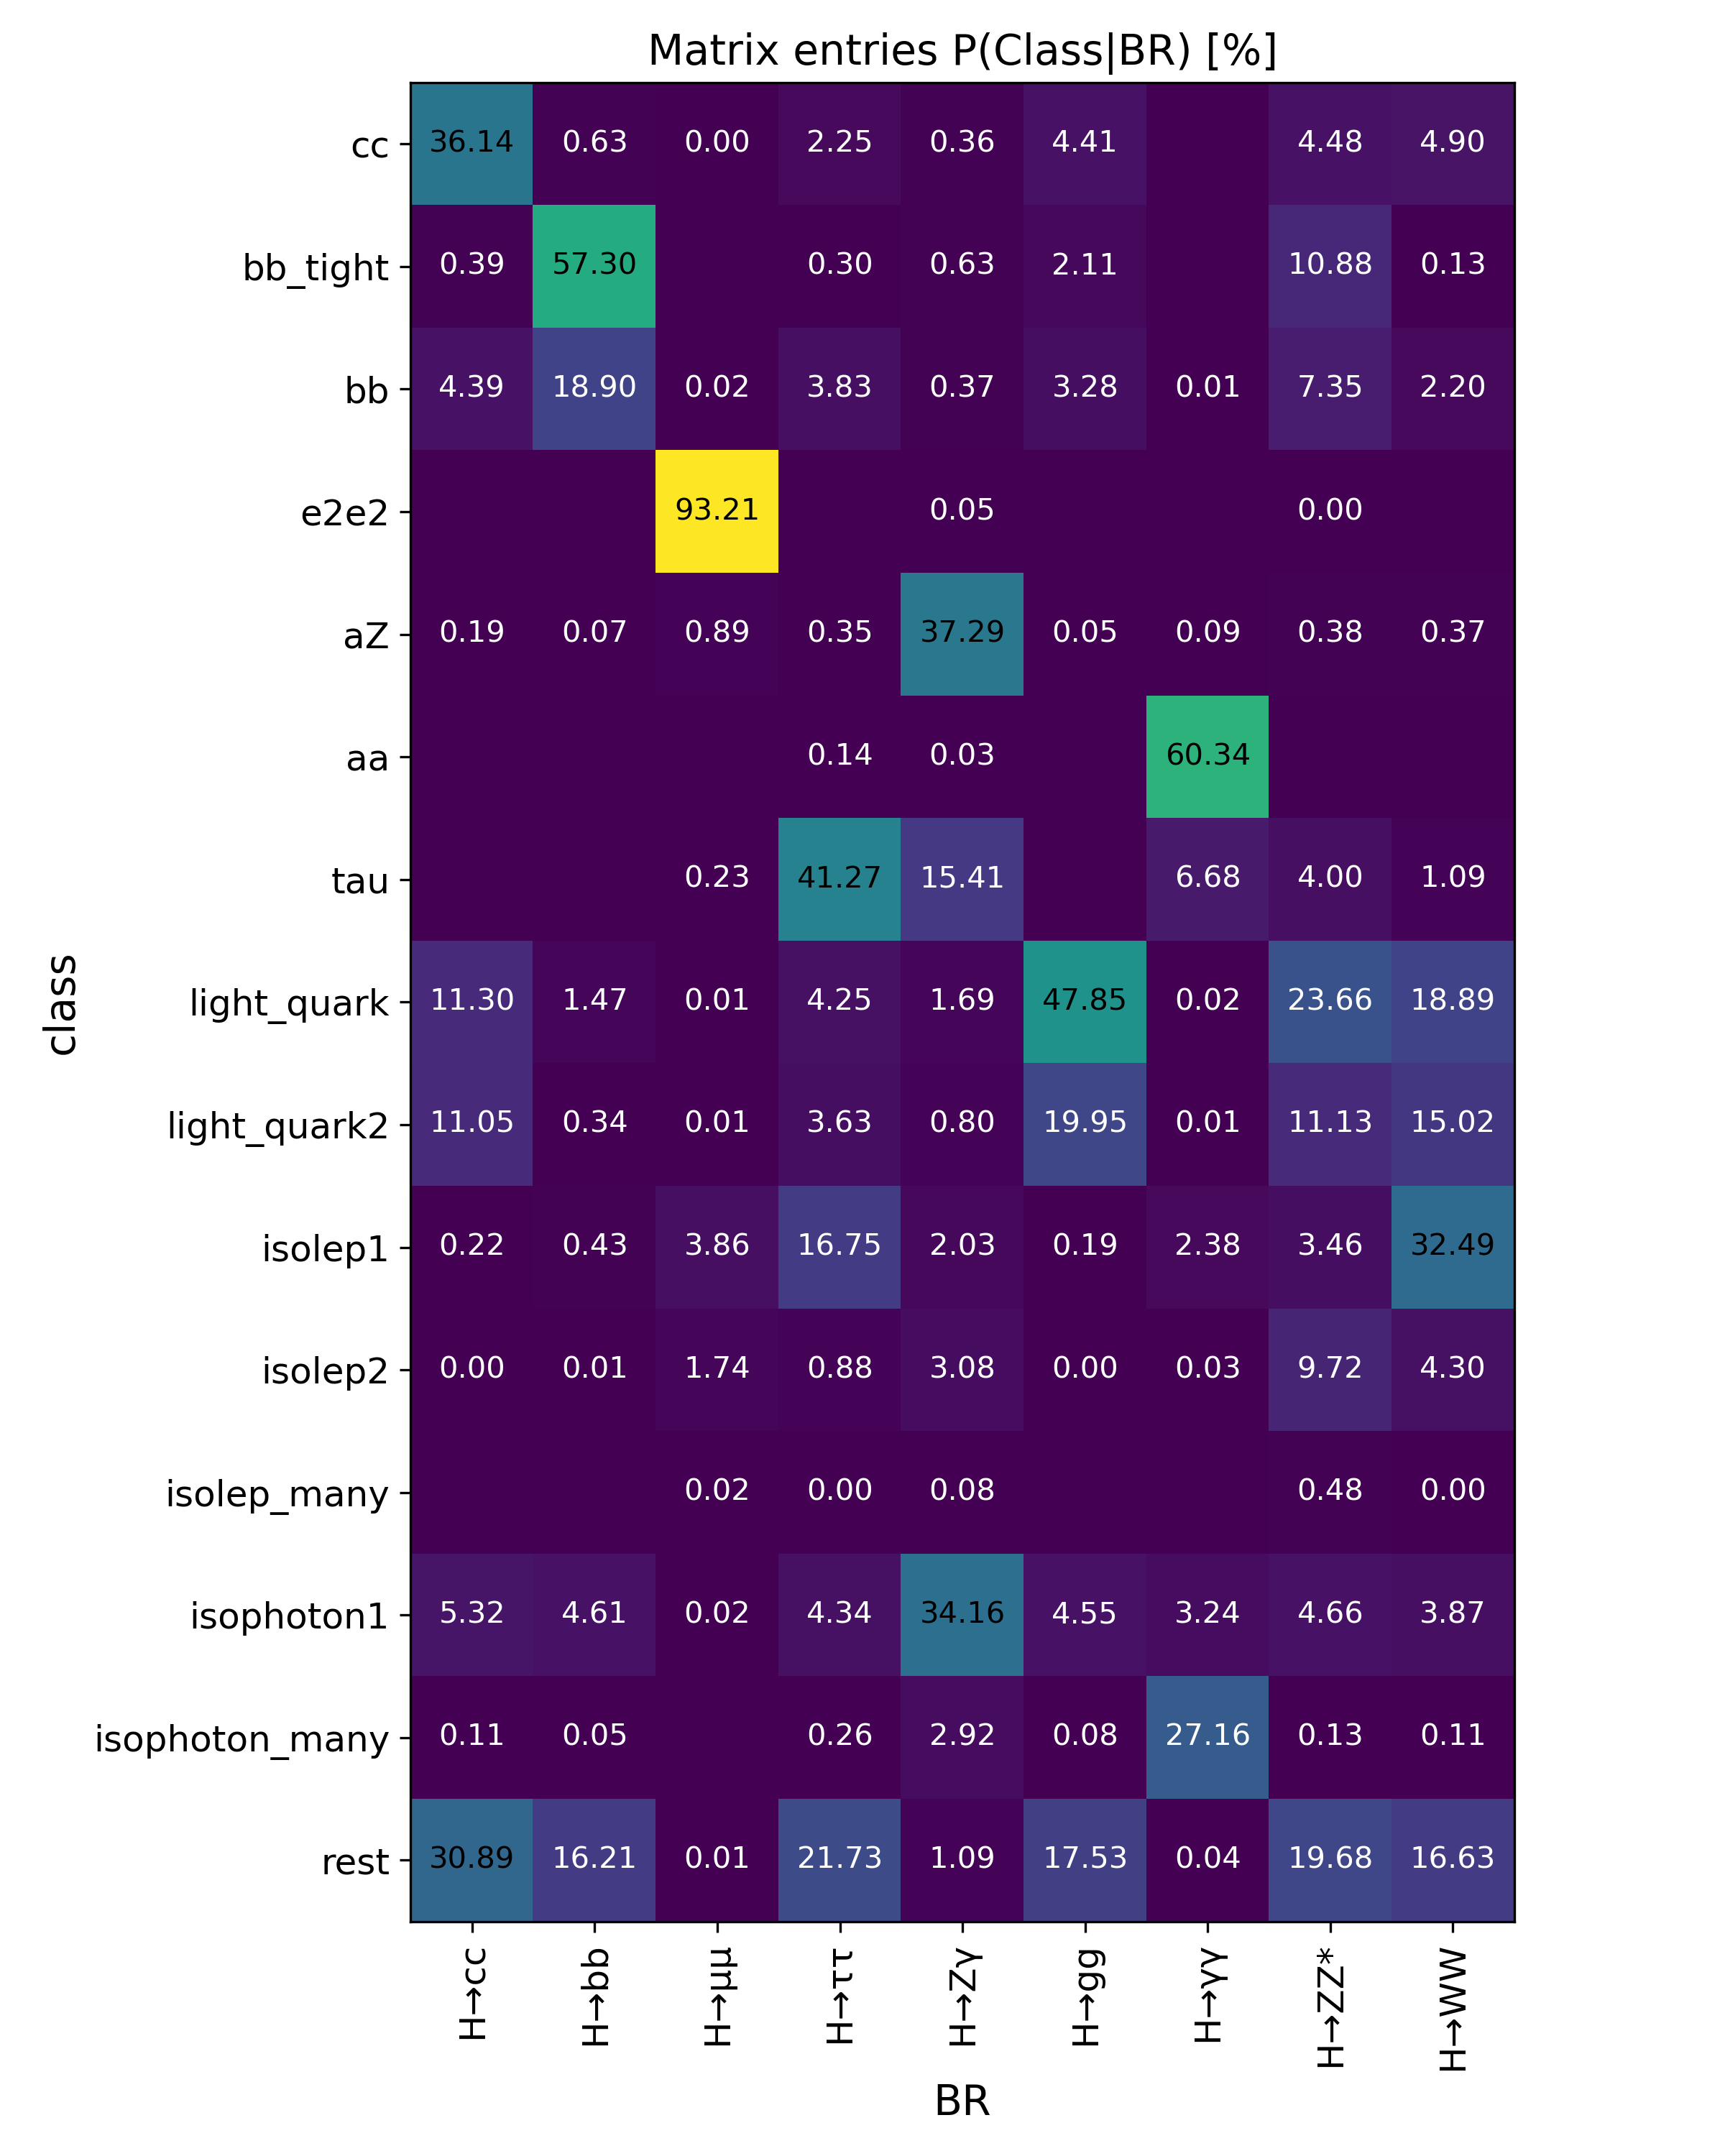 Matrix entries P(Class|BR) [%]
cc 36.14 0.63 0.00 2.25 0.36 4.41 4.48 4.90
bb_tight 0.39 57.30 0.30 0.63 2.11 10.88 0.13
bb 4.39 18.90 0.02 3.83 0.37 3.28 0.01 7.35 2.20
e2e2 93.21 0.05 0.00
aZ 0.19 0.07 0.89 0.35 37.29 0.05 0.09 0.38 0.37
aa 0.14 0.03 60.34
tau 0.23 41.27 15.41 6.68 4.00 1.09
light_quark 11.30 1.47 0.01 4.25 1.69 47.85 0.02 23.66 18.89
light_quark2 11.05 0.34 0.01 3.63 0.80 19.95 0.01 11.13 15.02
isolep1 0.22 0.43 3.86 16.75 2.03 0.19 2.38 3.46 32.49
isolep2 0.00 0.01 1.74 0.88 3.08 0.00 0.03 9.72 4.30
isolep_many 0.02 0.00 0.08 0.48 0.00
isophoton1 5.32 4.61 0.02 4.34 34.16 4.55 3.24 4.66 3.87
isophoton_many 0.11 0.05 0.26 2.92 0.08 27.16 0.13 0.11
rest 30.89 16.21 0.01 21.73 1.09 17.53 0.04 19.68 16.63
class
H→cc H→bb H→μμ H→ττ H→Zγ H→gg H→γγ H→ZZ* H→WW
BR